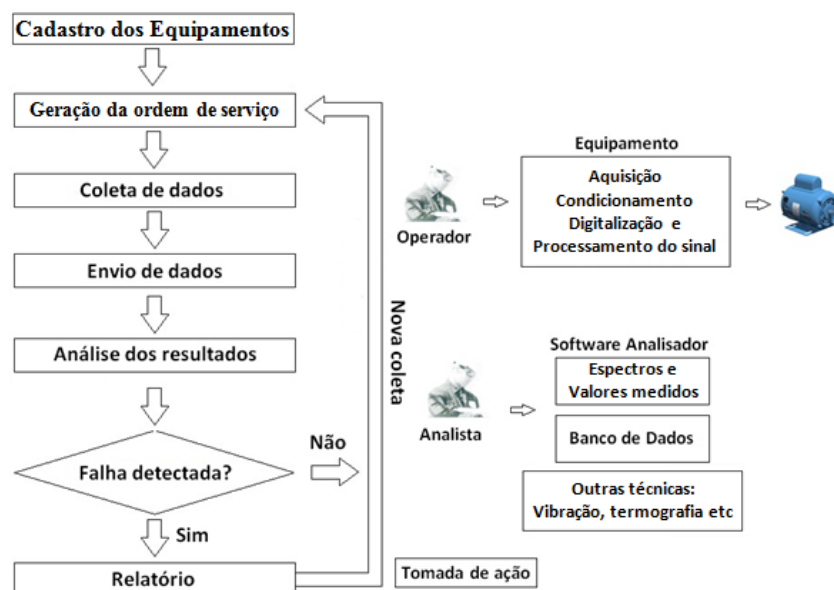 Cadastro dos Equipamentos
Geração da ordem de serviço
Coleta de dados
Envio de dados
Análise dos resultados
Falha detectada?
Não
Sim
Relatório
Nova coleta
Tomada de ação
Operador
Equipamento
Aquisição
Condicionamento
Digitalização e
Processamento do sinal
Analista
Software Analisador
Espectros e
Valores medidos
Banco de Dados
Outras técnicas:
Vibração, termografia etc